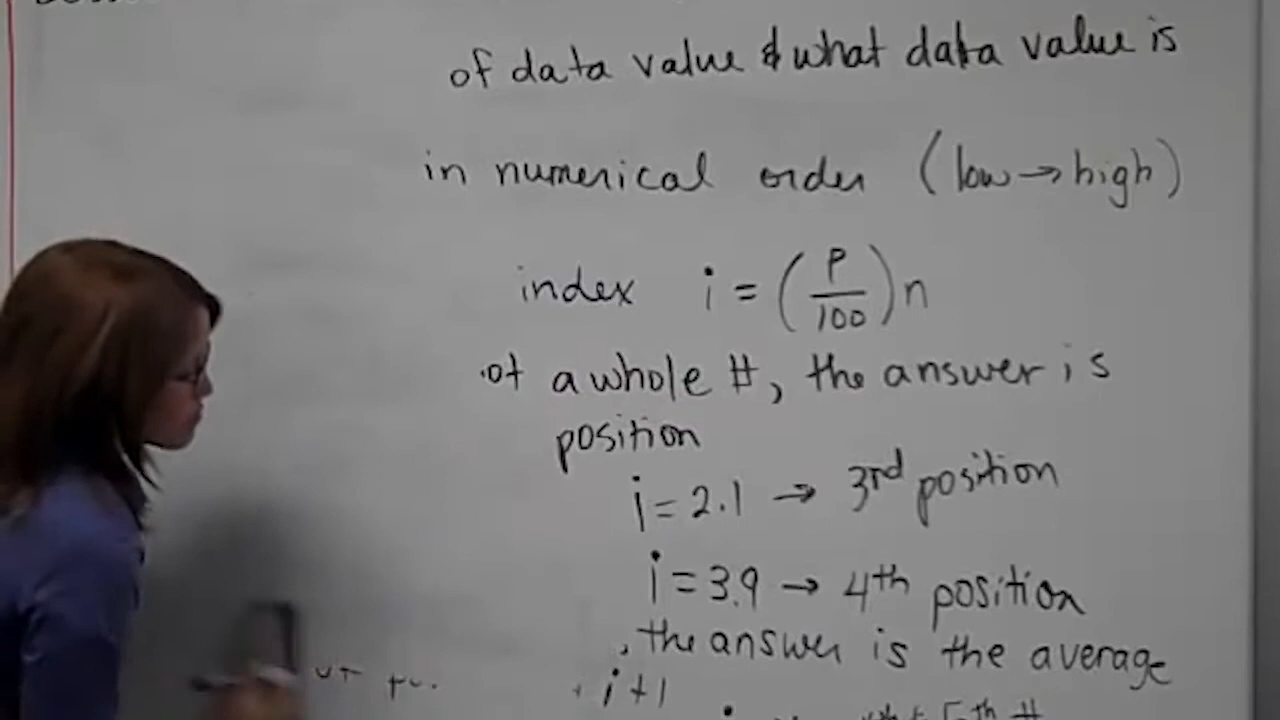 of data value & what data value is
in numerical order (low → high)
index i = (P/100)n
ot a whole #, the answer is
position
i = 2.1 → 3rd position
i = 3.9 → 4th position
, the answer is the average
i + 1